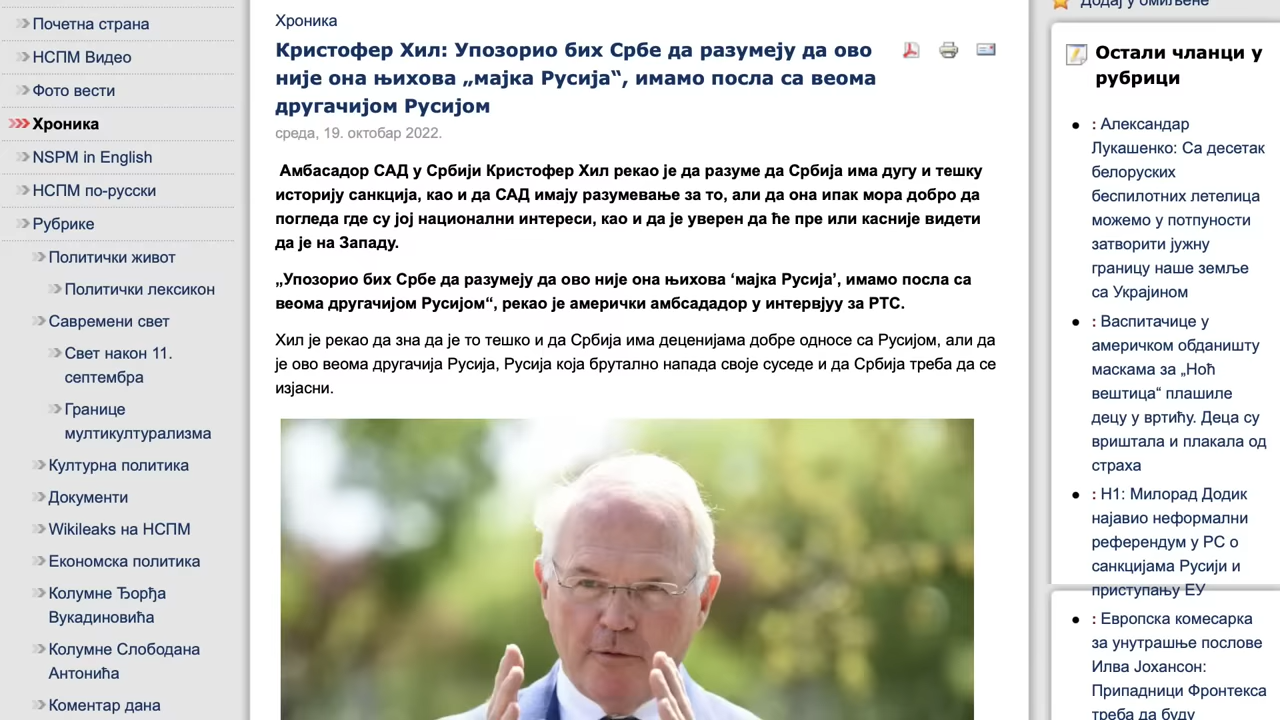 Почетна страна
НСПМ Видео
Фото вести
Хроника
NSPM in English
НСПМ по-русски
Рубрике
Политички живот
Политички лексикон
Савремени свет
Свет након 11.
септембра
Границе
мултикултурализма
Културна политика
Документи
Wikileaks на НСПМ
Економска политика
Колумне Ђорђа
Вукадиновића
Колумне Слободана
Антонића
Коментар дана
Хроника
Кристофер Хил: Упозорио бих Србе да разумеју да ово
није она њихова „мајка Русија“, имамо посла са веома
другачијом Русијом
среда, 19. октобар 2022.
Амбасадор САД у Србији Кристофер Хил рекао је да разуме да Србија има дугу и тешку
историју санкција, као и да САД имају разумевање за то, али да она ипак мора добро да
погледа где су јој национални интереси, као и да је уверен да ће пре или касније видети
да је на Западу.
„Упозорио бих Србе да разумеју да ово није она њихова ‘мајка Русија’, имамо посла са
веома другачијом Русијом“, рекао је амерички амбсададор у интервјуу за РТС.
Хил је рекао да зна да је то тешко и да Србија има деценијама добре односе са Русијом, али да
је ово веома другачија Русија, Русија која брутално напада своје суседе и да Србија треба да се
изјасни.
Додај у омиљене
Остали чланци у
рубрици
: Александар
Лукашенко: Са десетак
белоруских
беспилотних летелица
можемо у потпуности
затворити јужну
границу наше земље
са Украјином
: Васпитачице у
америчком обданишту
маскама за „Ноћ
вештица“ плашиле
децу у вртићу. Деца су
вриштала и плакала од
страха
: Н1: Милорад Додик
најавио неформални
референдум у РС о
санкцијама Русији и
приступању ЕУ
: Европска комесарка
за унутрашње послове
Илва Јохансон:
Припадници Фронтекса
треба да буду